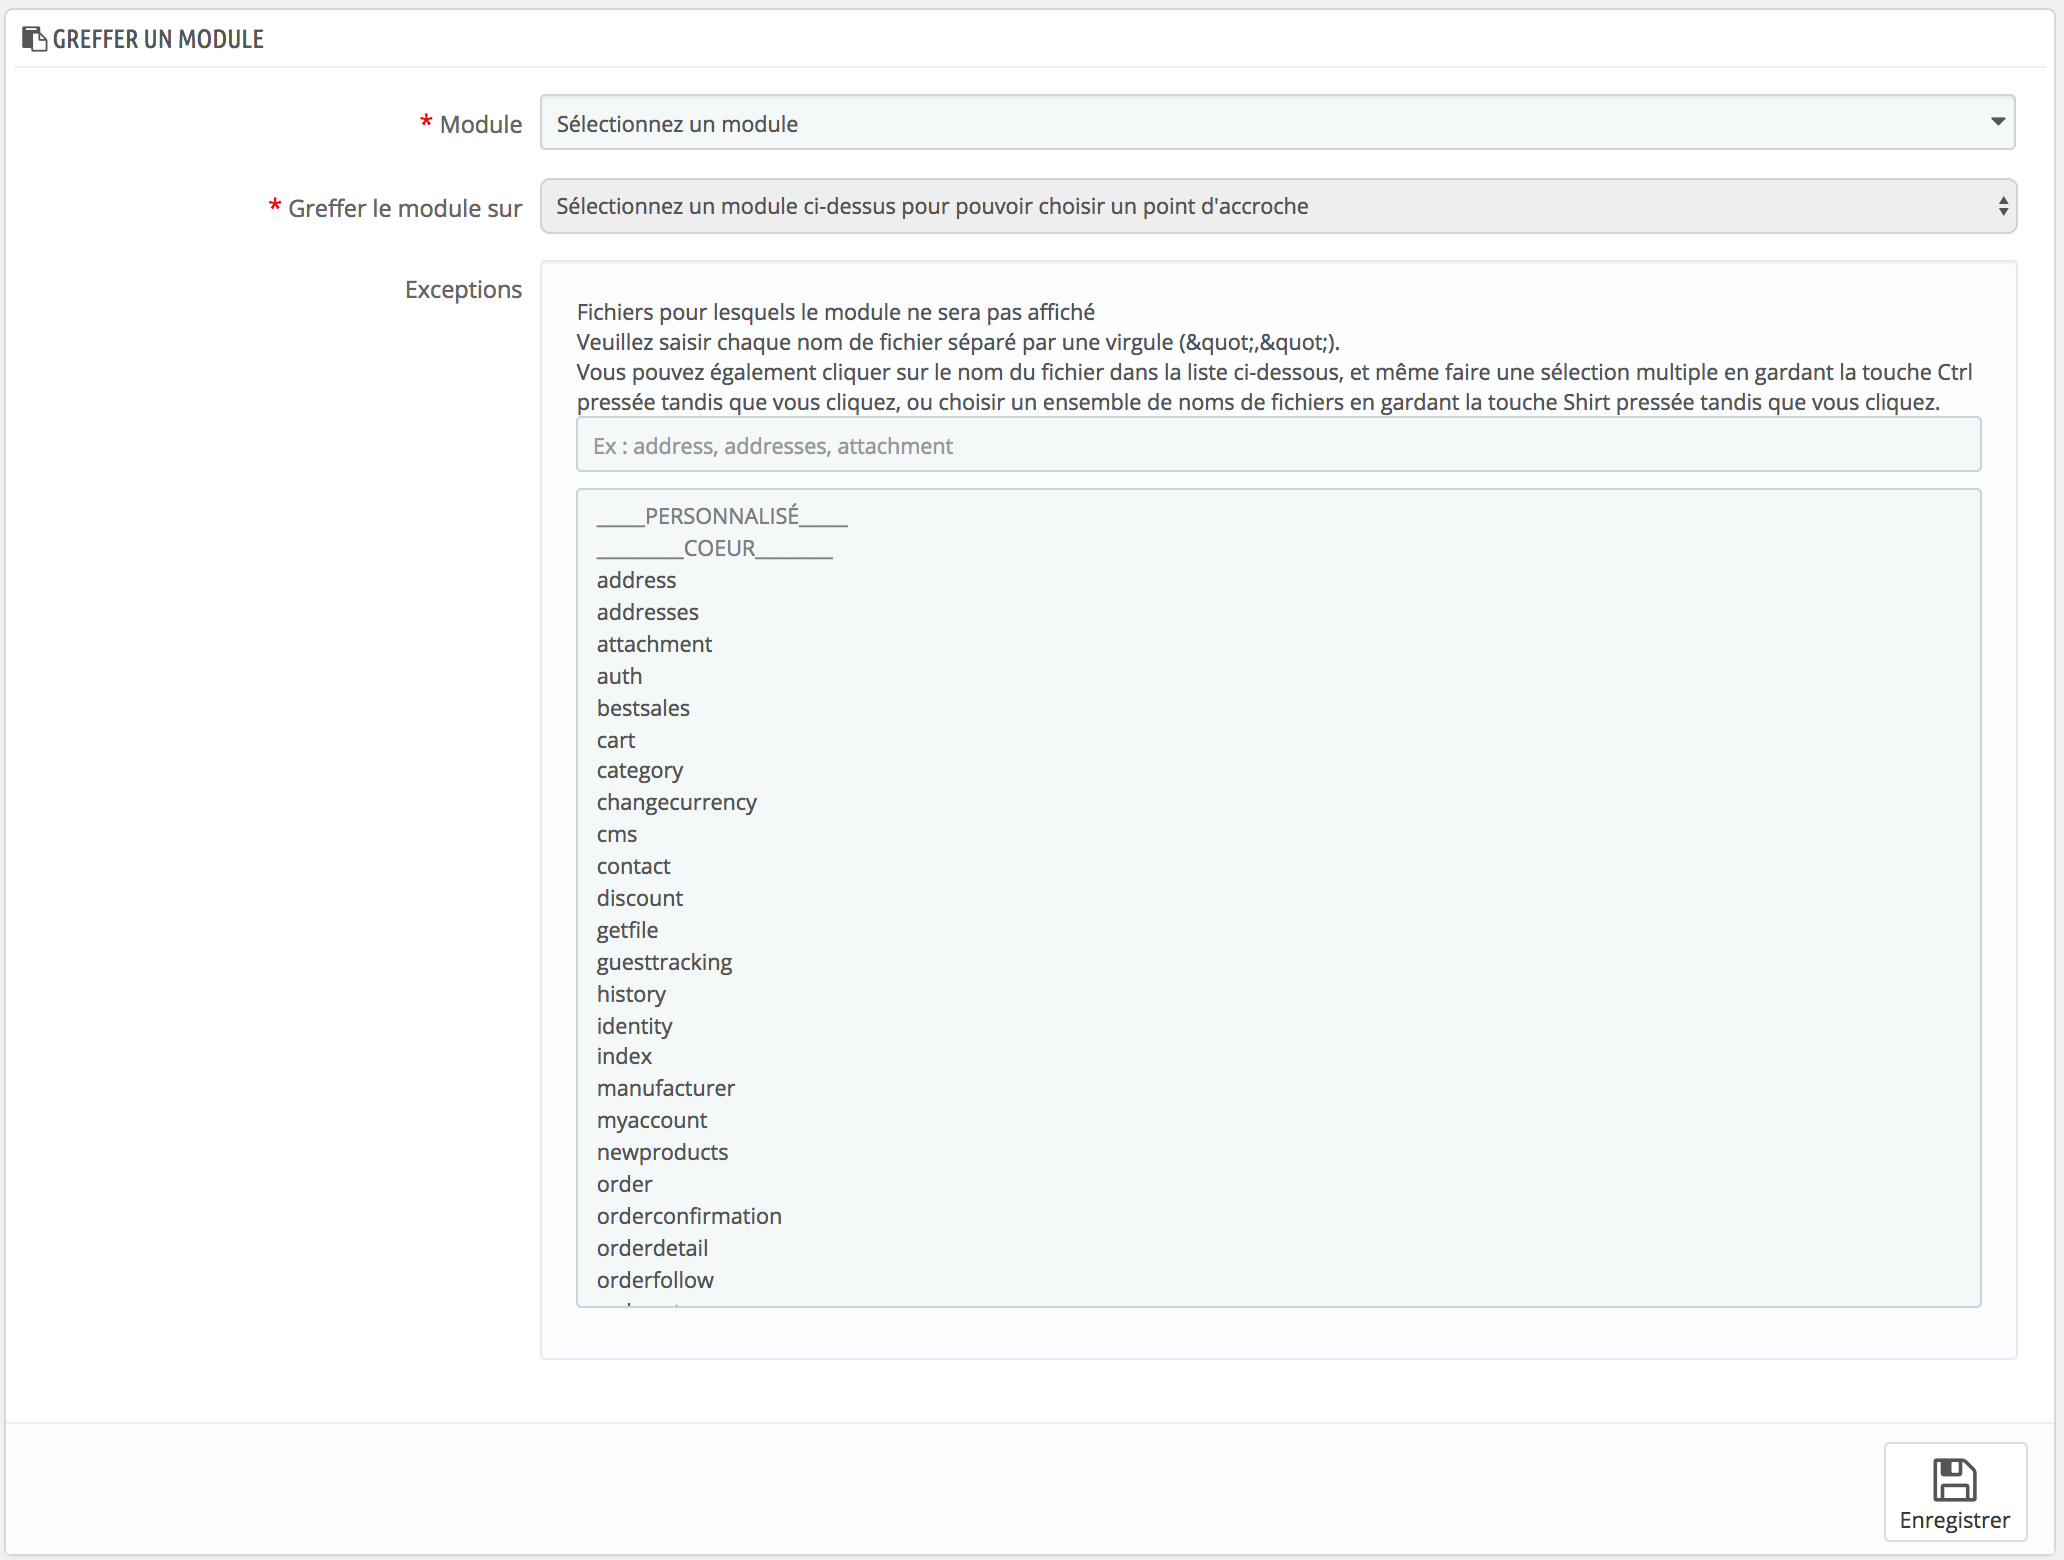 GREFFER UN MODULE
* Module
Sélectionnez un module
* Greffer le module sur
Sélectionnez un module ci-dessus pour pouvoir choisir un point d'accroche
Exceptions
Fichiers pour lesquels le module ne sera pas affiché
Veuillez saisir chaque nom de fichier séparé par une virgule (&quot;,&quot;).
Vous pouvez également cliquer sur le nom du fichier dans la liste ci-dessous, et même faire une sélection multiple en gardant la touche Ctrl
pressée tandis que vous cliquez, ou choisir un ensemble de noms de fichiers en gardant la touche Shirt pressée tandis que vous cliquez.
Ex : address, addresses, attachment
_____PERSONNALISÉ_____
_________COEUR________
address
addresses
attachment
auth
bestsales
cart
category
changecurrency
cms
contact
discount
getfile
guesttracking
history
identity
index
manufacturer
myaccount
newproducts
order
orderconfirmation
orderdetail
orderfollow
Enregistrer